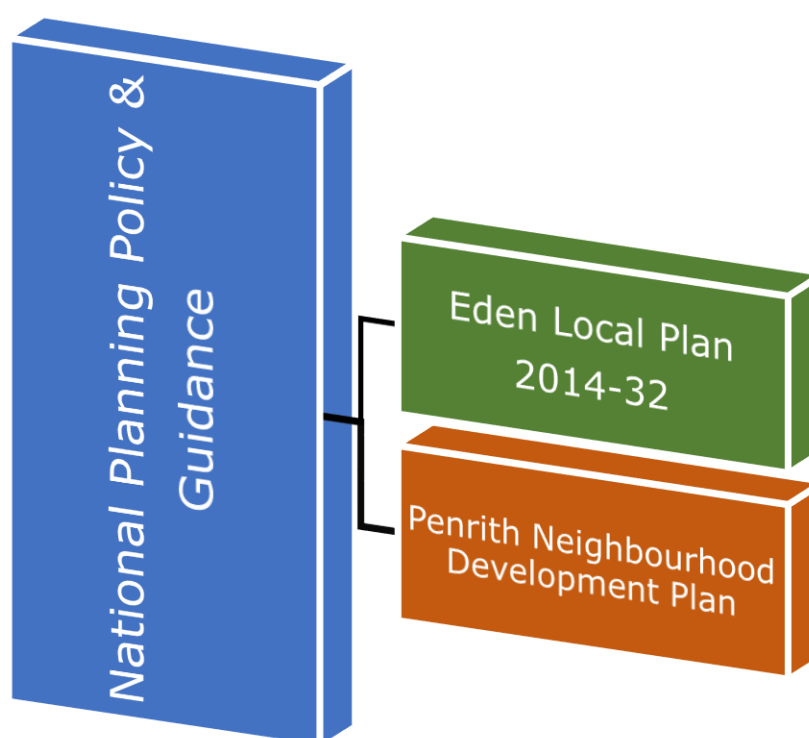 National Planning Policy &
Guidance
Eden Local Plan
2014-32
Penrith Neighbourhood
Development Plan